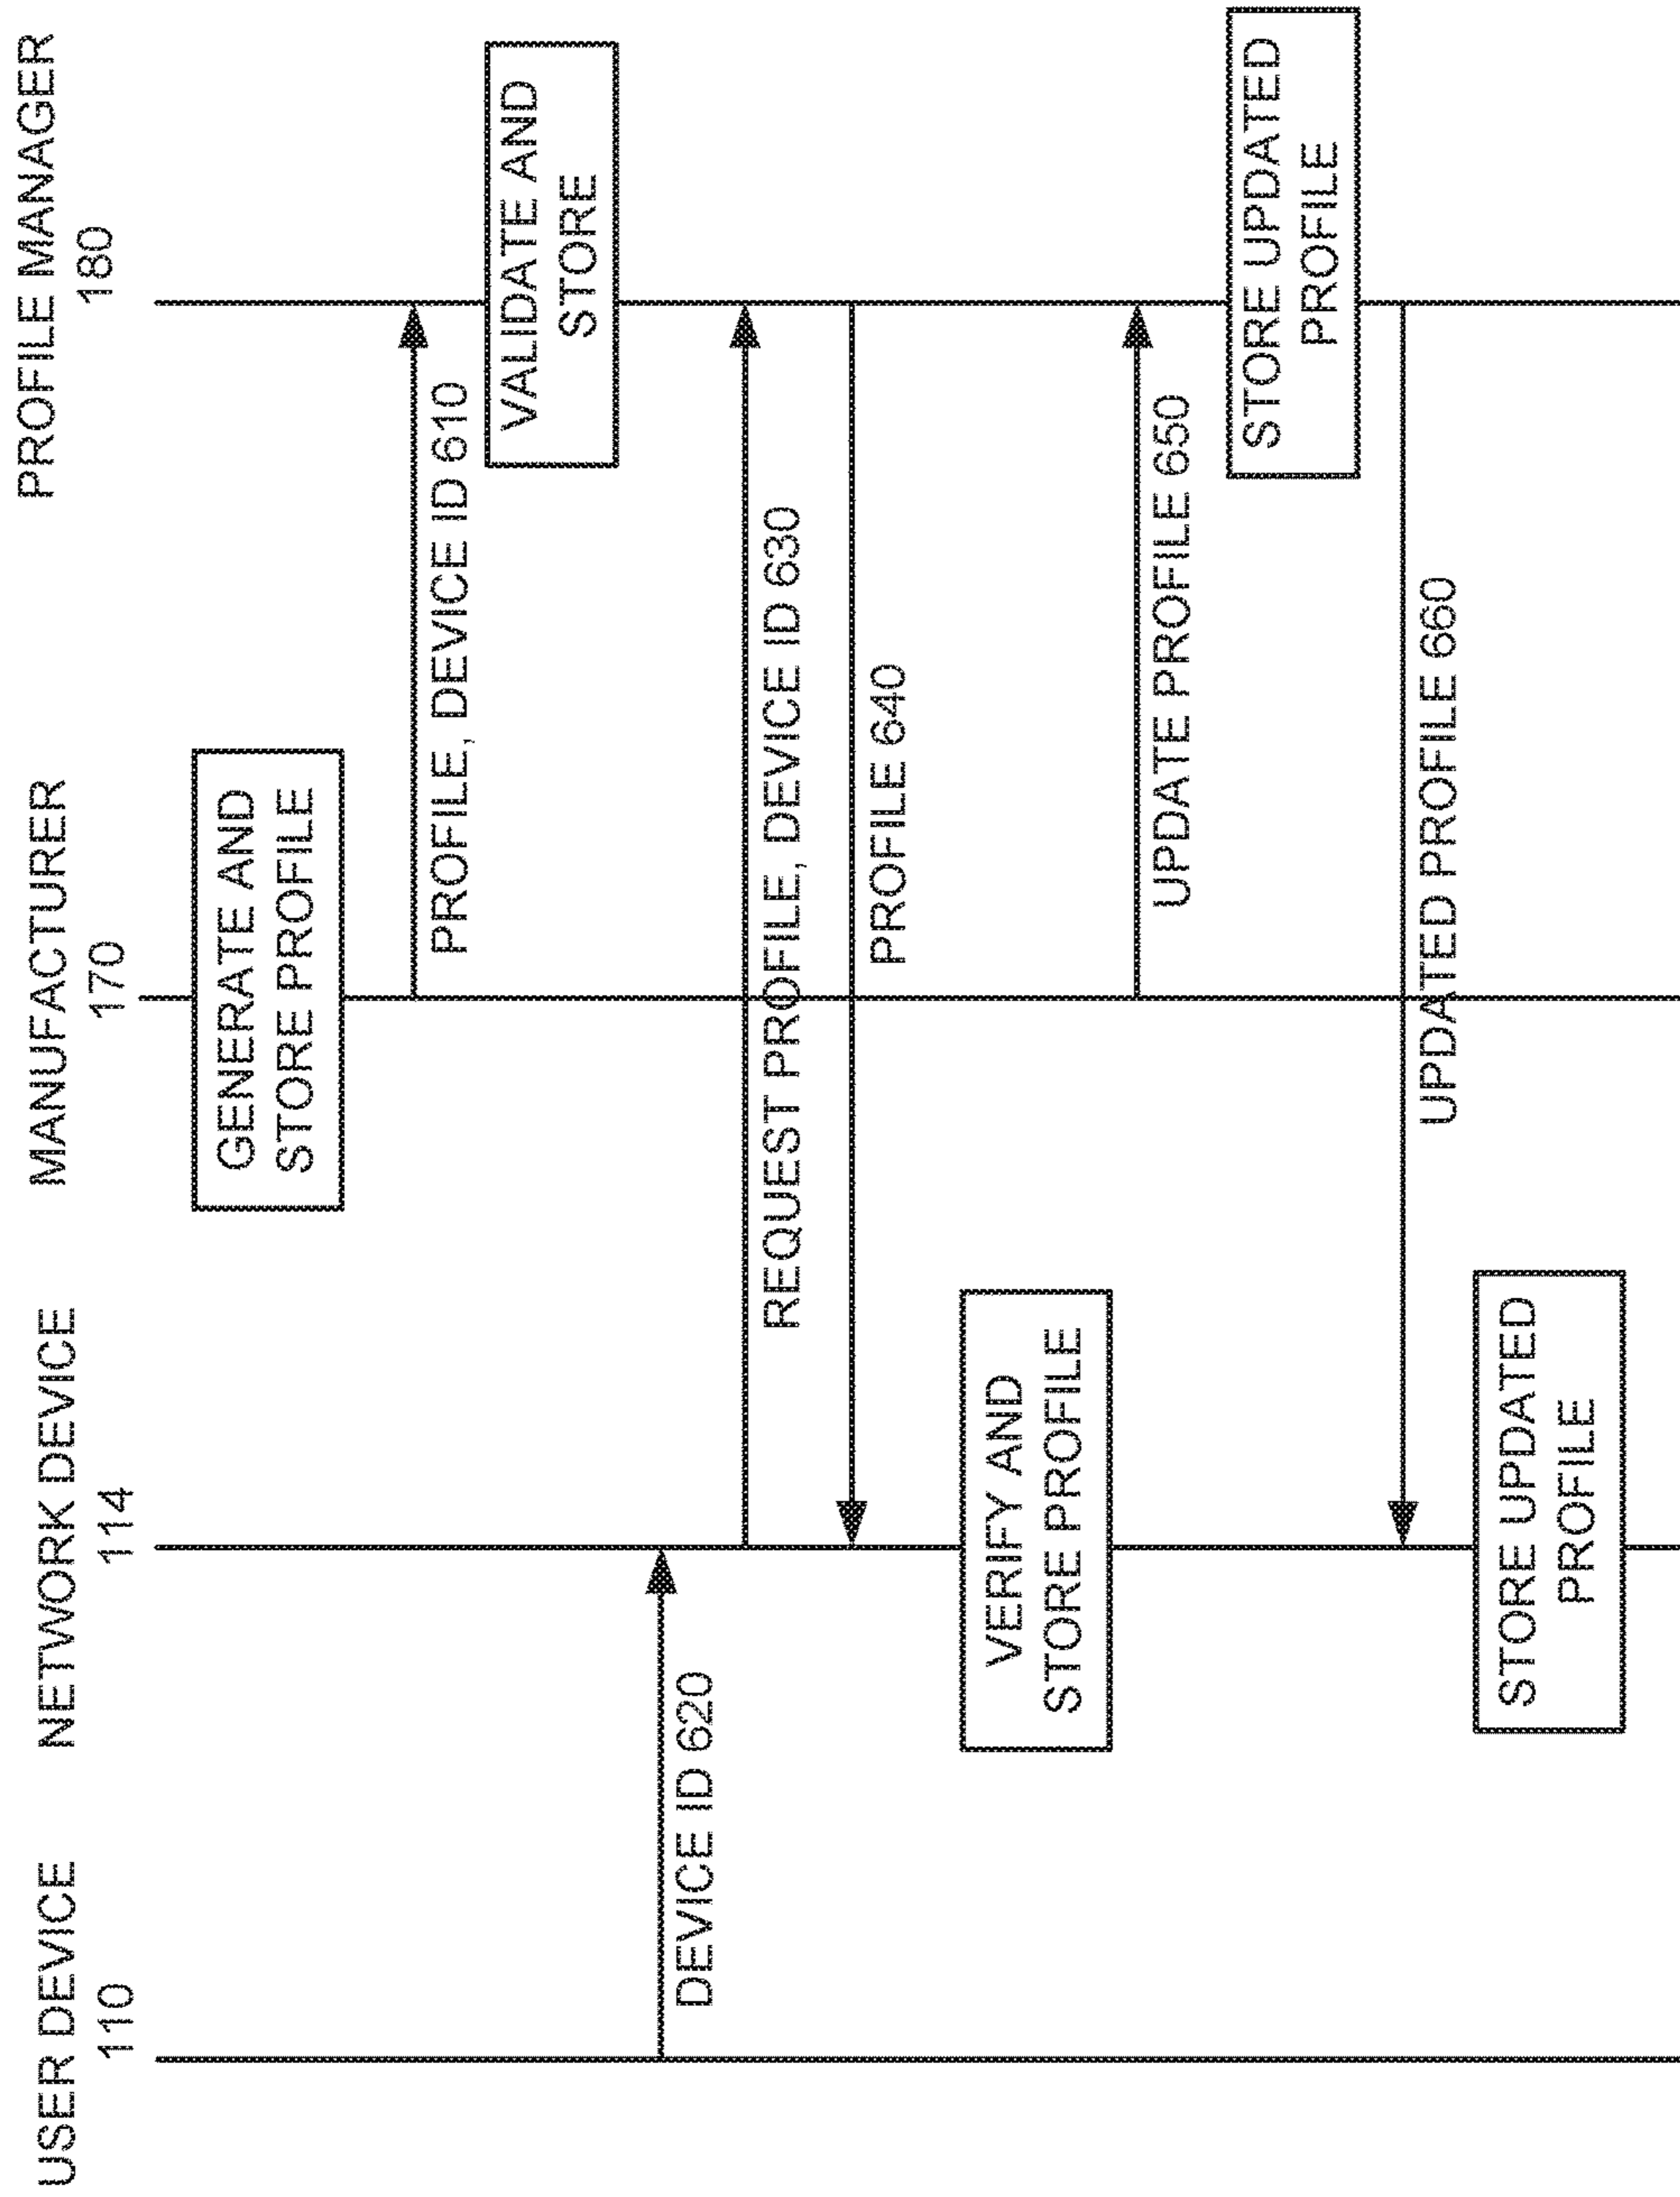 USER DEVICE
110
NETWORK DEVICE
114
MANUFACTURER
170
PROFILE MANAGER
180
GENERATE AND
STORE PROFILE
PROFILE, DEVICE ID 610
VALIDATE AND
STORE
DEVICE ID 620
REQUEST PROFILE, DEVICE ID 630
PROFILE 640
VERIFY AND
STORE PROFILE
UPDATE PROFILE 650
STORE UPDATED
PROFILE
UPDATED PROFILE 660
STORE UPDATED
PROFILE